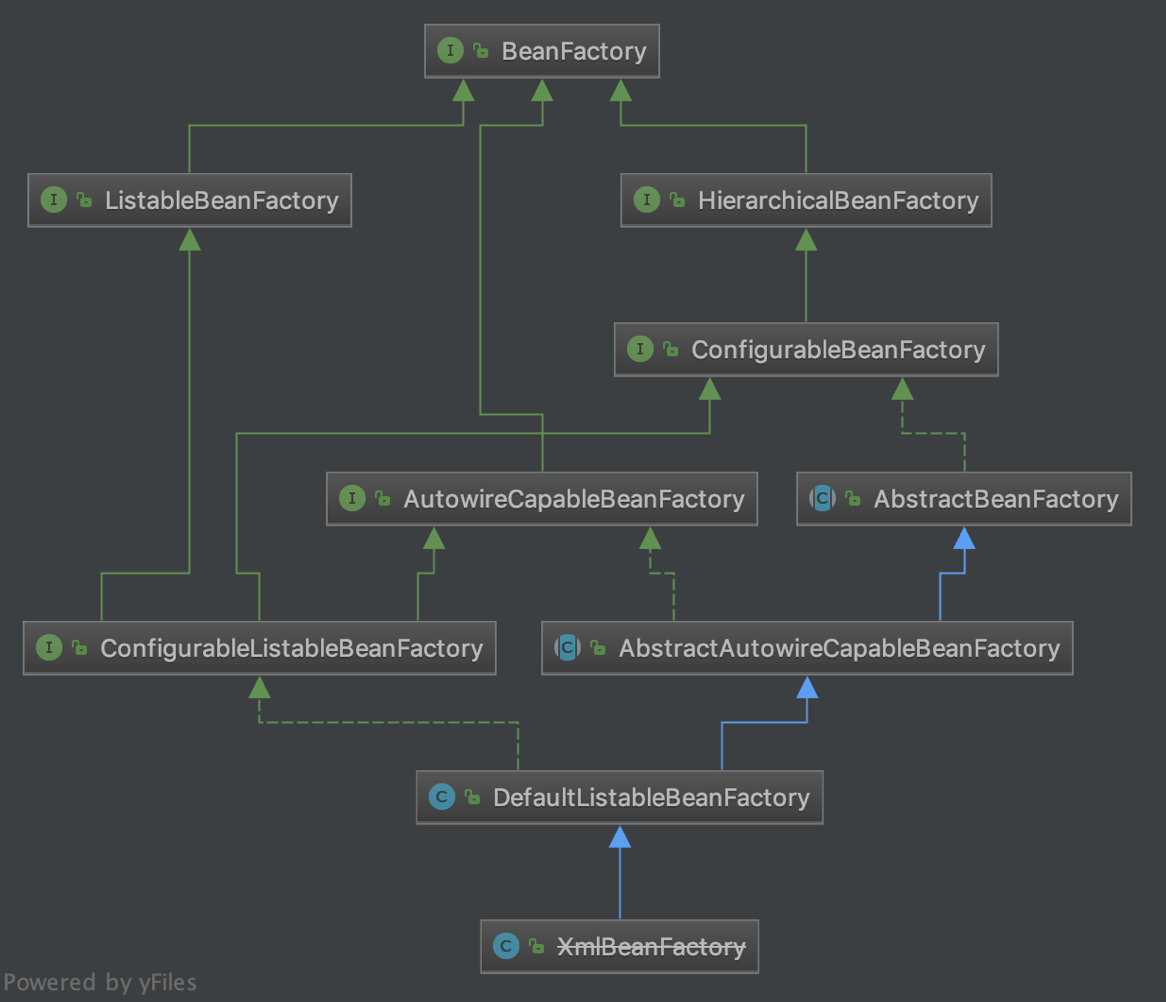 I BeanFactory
I ListableBeanFactory
I HierarchicalBeanFactory
I ConfigurableBeanFactory
I AutowireCapableBeanFactory
C AbstractBeanFactory
I ConfigurableListableBeanFactory
C AbstractAutowireCapableBeanFactory
C DefaultListableBeanFactory
C XmlBeanFactory
Powered by yFiles